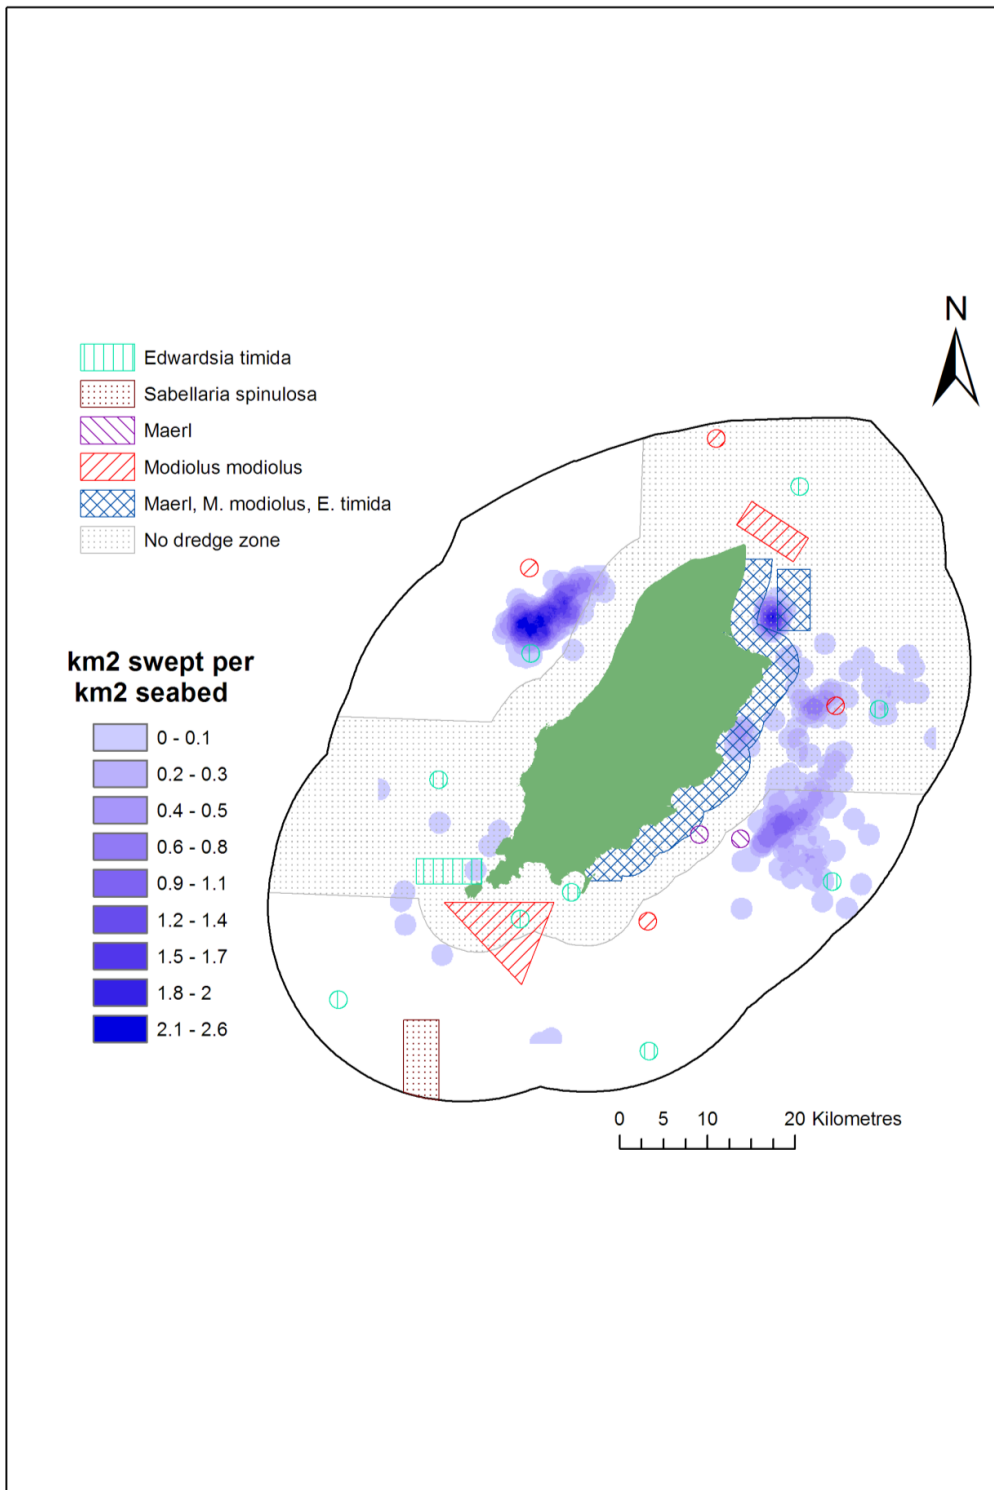 N
Edwardsia timida
Sabellaria spinulosa
Maerl
Modiolus modiolus
Maerl, M. modiolus, E. timida
No dredge zone
km2 swept per
km2 seabed
0 - 0.1
0.2 - 0.3
0.4 - 0.5
0.6 - 0.8
0.9 - 1.1
1.2 - 1.4
1.5 - 1.7
1.8 - 2
2.1 - 2.6
0 5 10 20 Kilometres